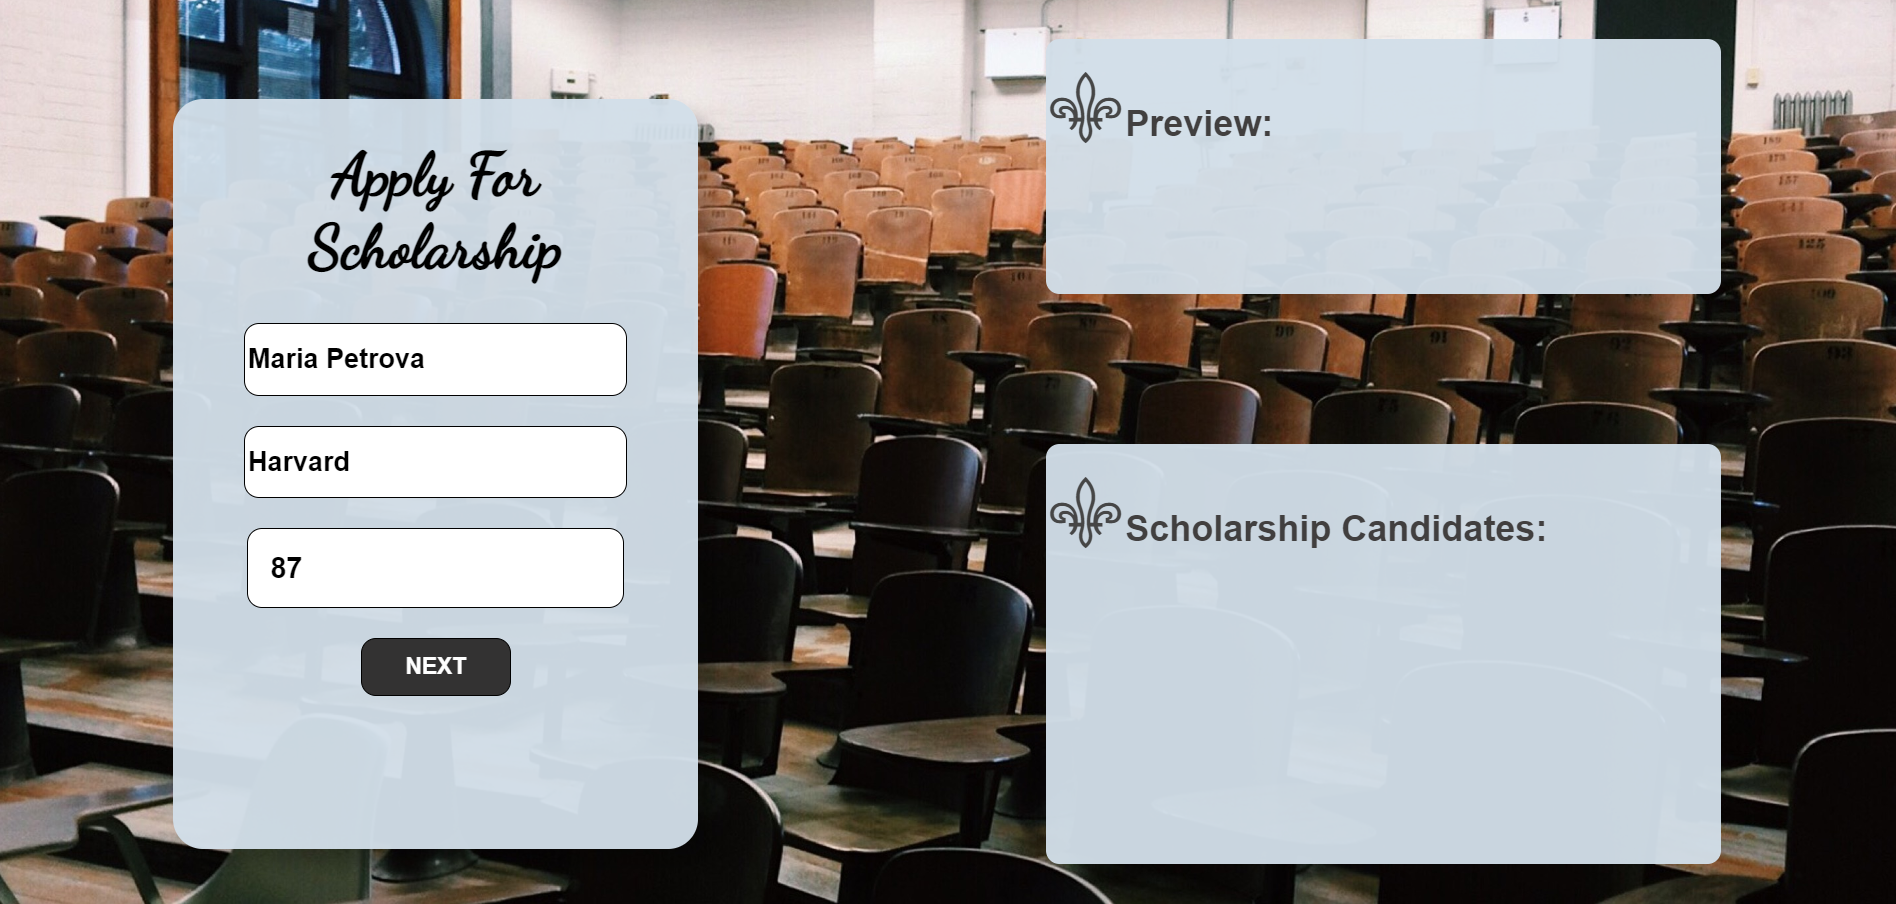 Apply For
Scholarship
Maria Petrova
Harvard
87
NEXT
Preview:
Scholarship Candidates: